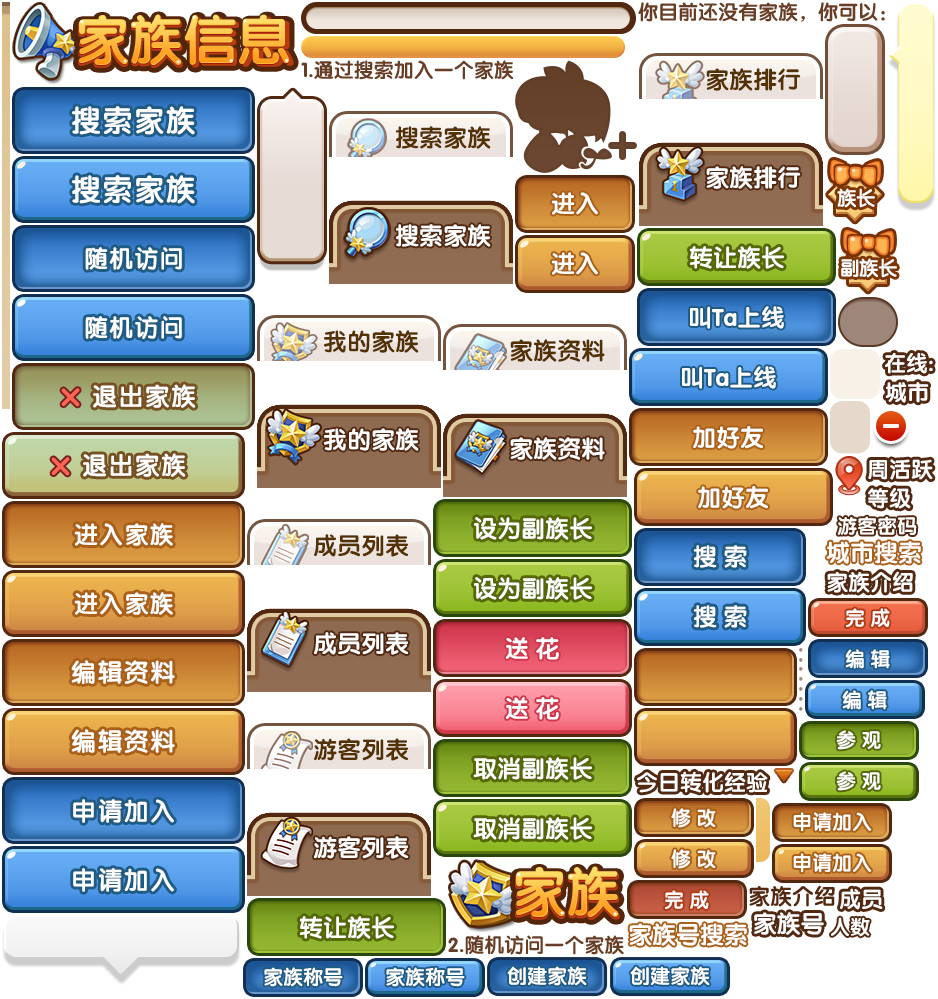 家族信息
你目前还没有家族，你可以：
1.通过搜索加入一个家族
搜索家族
搜索家族
随机访问
随机访问
退出家族
退出家族
进入家族
进入家族
编辑资料
编辑资料
申请加入
申请加入
搜索家族
搜索家族
进入
进入
我的家族
我的家族
家族资料
家族资料
成员列表
成员列表
游客列表
游客列表
转让族长
设为副族长
设为副族长
送花
送花
取消副族长
取消副族长
家族
2.随机访问一个家族
家族称号
家族称号
创建家族
创建家族
家族排行
家族排行
转让族长
叫Ta上线
叫Ta上线
加好友
加好友
搜索
搜索
今日转化经验
修改
修改
完成
家族号搜索
族长
副族长
在线:
城市
周活跃
等级
游客密码
城市搜索
家族介绍
完成
编辑
编辑
参观
参观
申请加入
申请加入
家族介绍
成员
家族号
人数